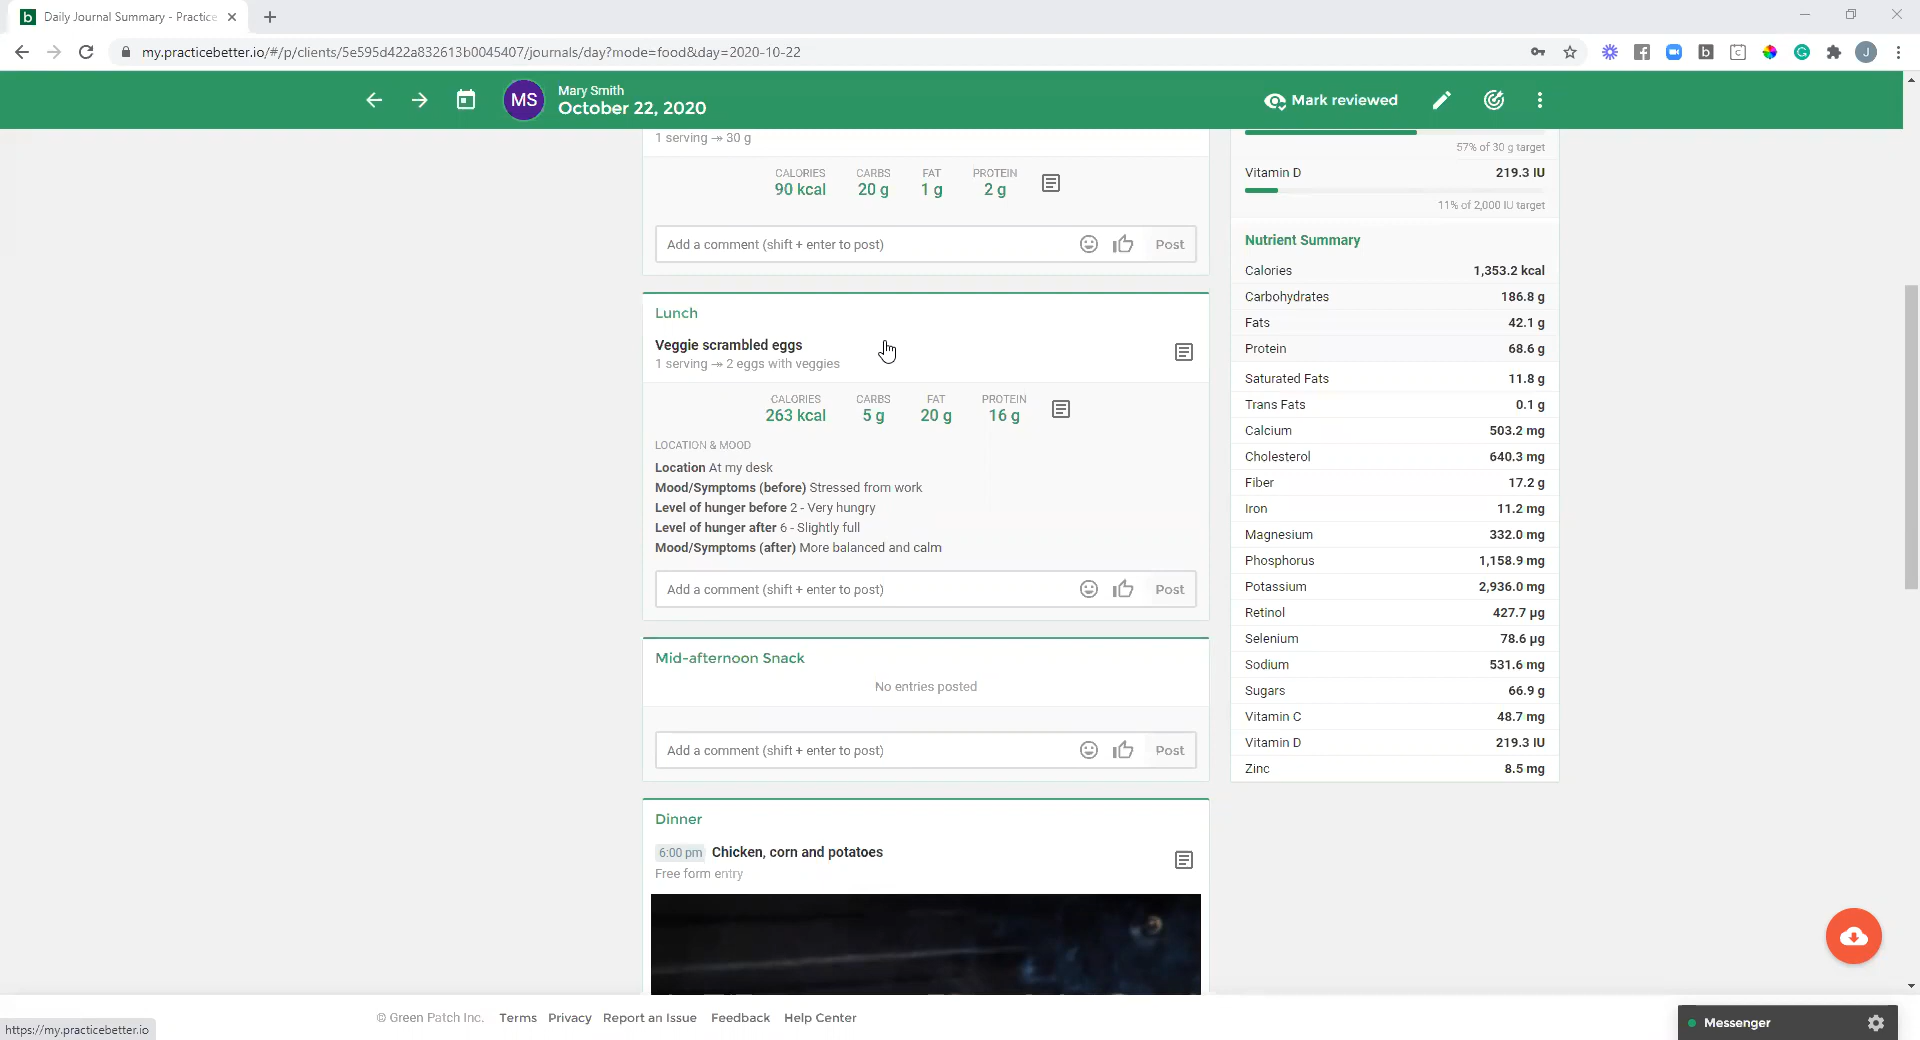 Daily Journal Summary - Practice
my.practicebetter.io/#/p/clients/5e595d422a832613b0045407/journals/day?mode=food&day=2020-10-22
J
MS
Mary Smith
October 22, 2020
Mark reviewed
1 serving → 30 g
CALORIES CARBS FAT PROTEIN
90 kcal 20 g 1 g 2 g
Add a comment (shift + enter to post) Post
Lunch
Veggie scrambled eggs
1 serving → 2 eggs with veggies
CALORIES CARBS FAT PROTEIN
263 kcal 5 g 20 g 16 g
LOCATION & MOOD
Location At my desk
Mood/Symptoms (before) Stressed from work
Level of hunger before 2 - Very hungry
Level of hunger after 6 - Slightly full
Mood/Symptoms (after) More balanced and calm
Add a comment (shift + enter to post) Post
Mid-afternoon Snack
No entries posted
Add a comment (shift + enter to post) Post
Dinner
6:00 pm Chicken, corn and potatoes
Free form entry
57% of 30 g target
Vitamin D 219.3 IU
11% of 2,000 IU target
Nutrient Summary
Calories 1,353.2 kcal
Carbohydrates 186.8 g
Fats 42.1 g
Protein 68.6 g
Saturated Fats 11.8 g
Trans Fats 0.1 g
Calcium 503.2 mg
Cholesterol 640.3 mg
Fiber 17.2 g
Iron 11.2 mg
Magnesium 332.0 mg
Phosphorus 1,158.9 mg
Potassium 2,936.0 mg
Retinol 427.7 µg
Selenium 78.6 µg
Sodium 531.6 mg
Sugars 66.9 g
Vitamin C 48.7 mg
Vitamin D 219.3 IU
Zinc 8.5 mg
© Green Patch Inc. Terms Privacy Report an Issue Feedback Help Center
https://my.practicebetter.io
Messenger